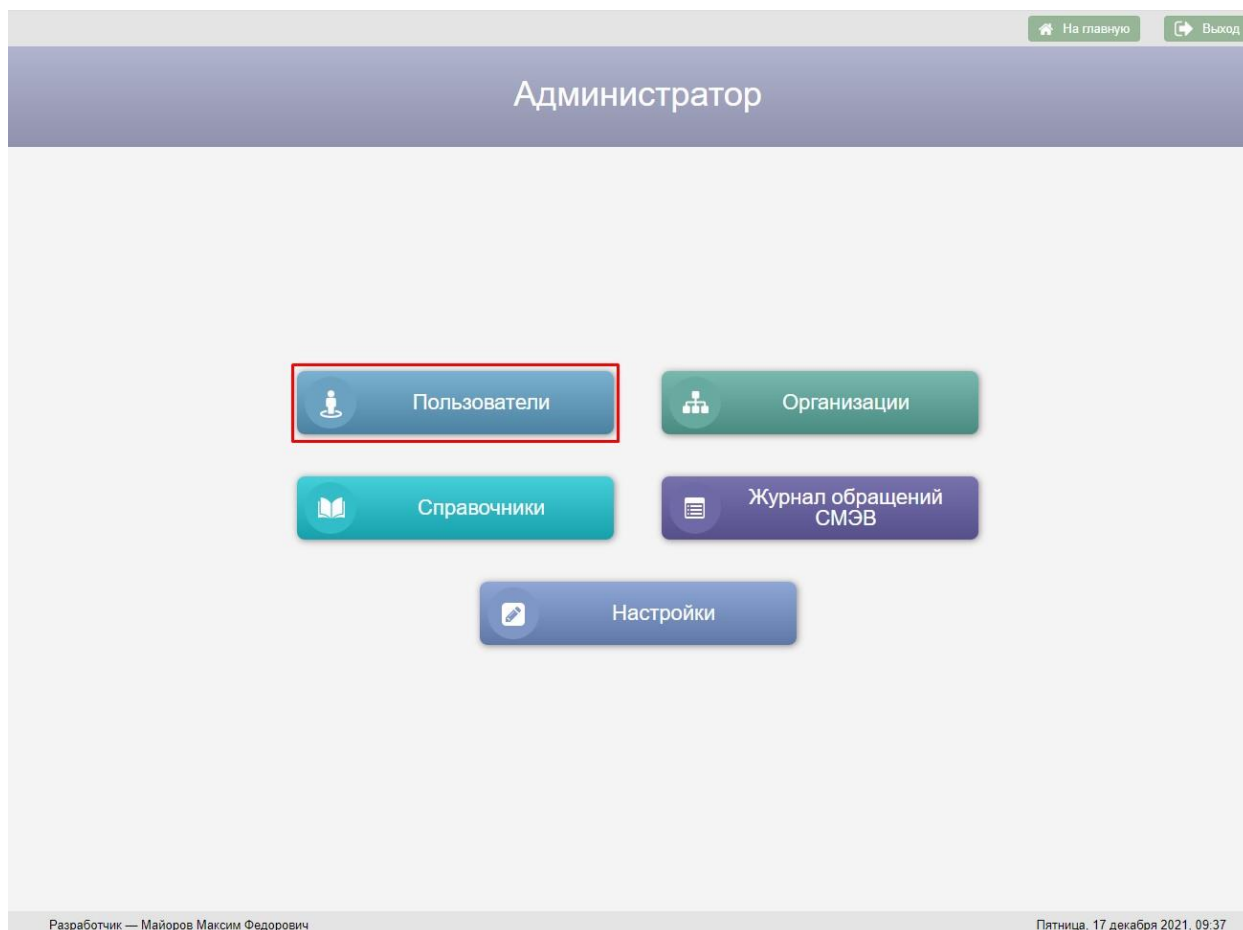 На главную
Выход
Администратор
Пользователи
Организации
Справочники
Журнал обращений
СМЭВ
Настройки
Разработчик — Майоров Максим Федорович
Пятница, 17 декабря 2021, 09:37